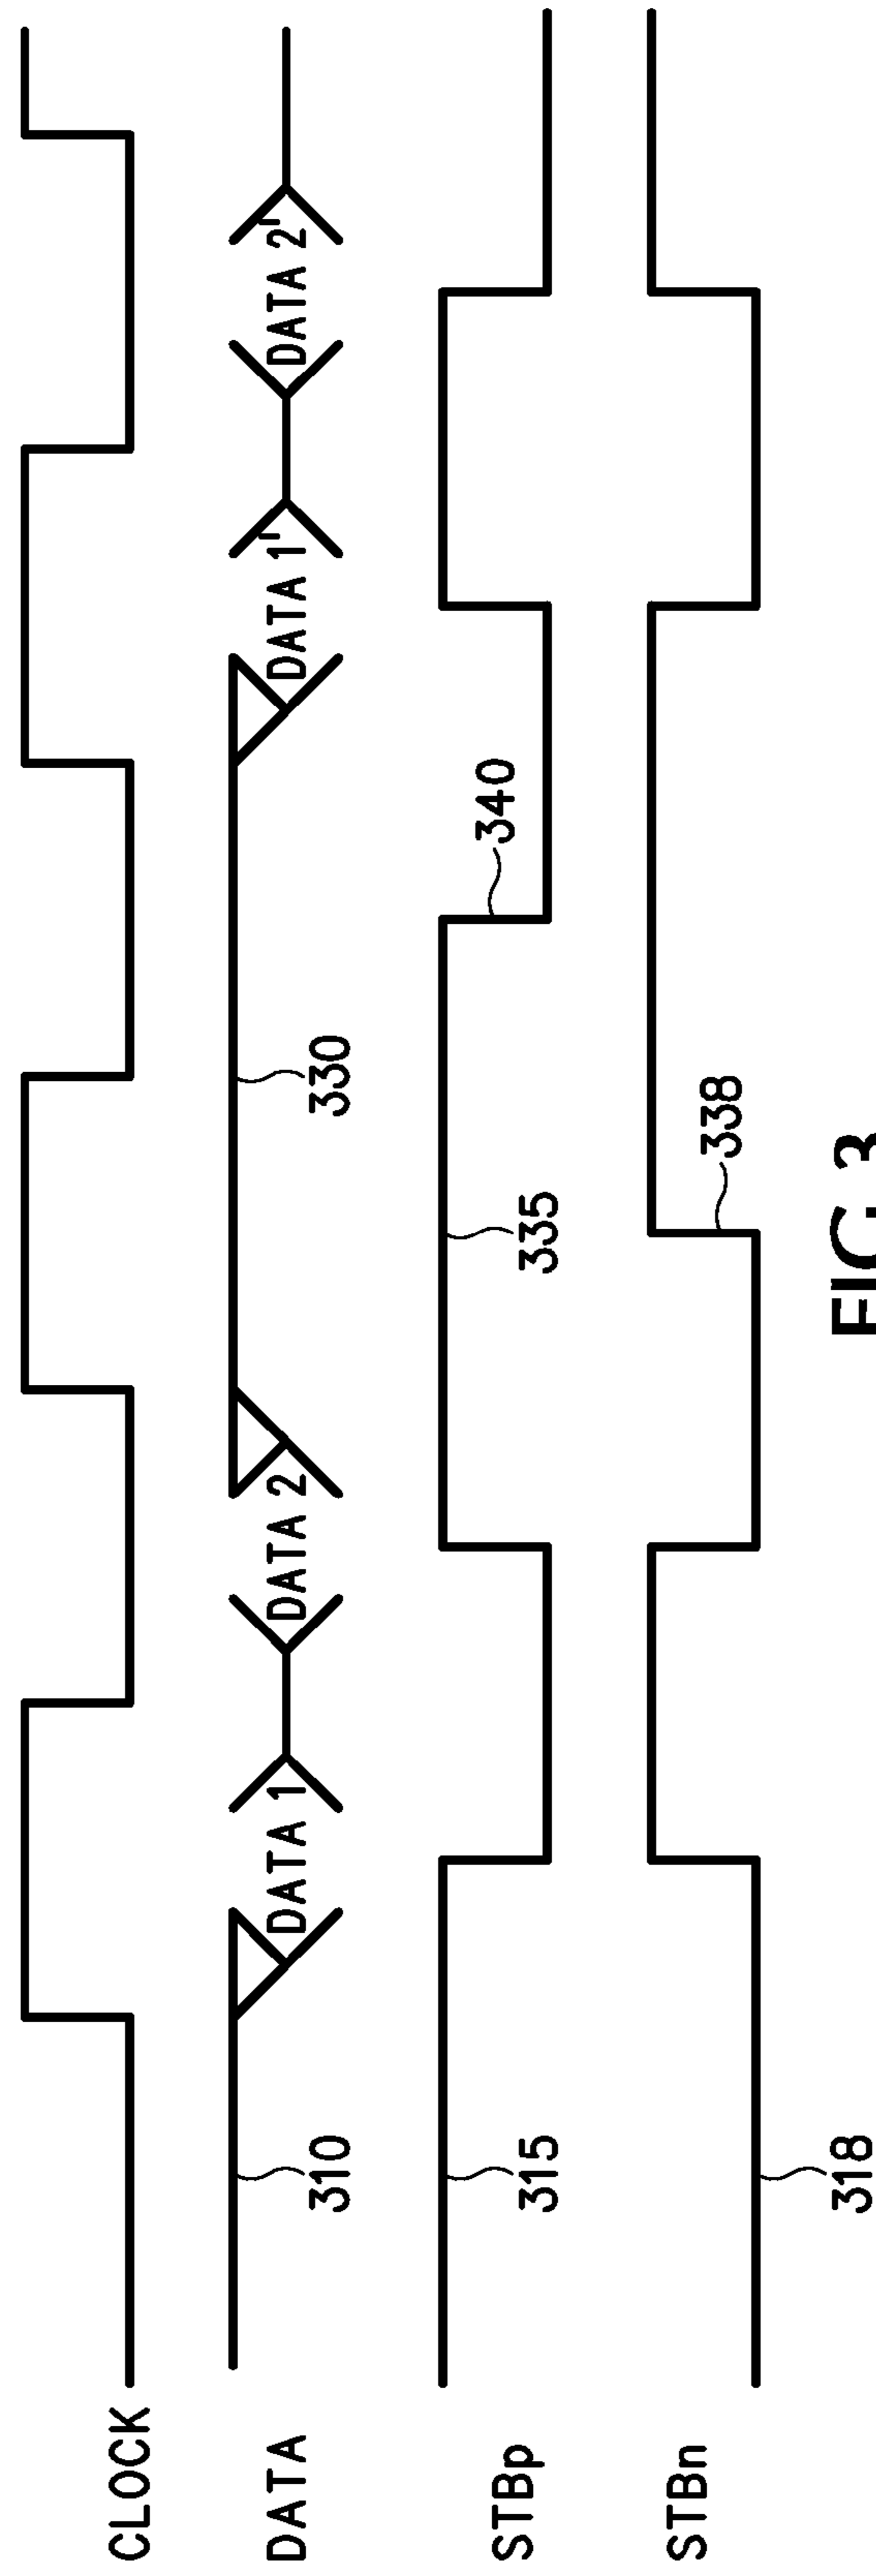 CLOCK
DATA
310
DATA 1
DATA 2
330
DATA 1'
DATA 2'
STBp
315
335
340
STBn
318
338
FIG. 3